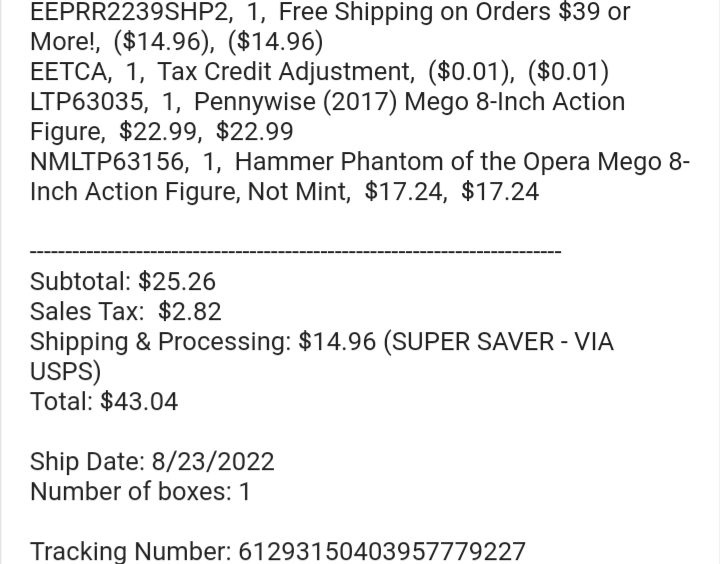 EEPRR2239SHP2, 1, Free Shipping on Orders $39 or
More!, ($14.96), ($14.96)
EETCA, 1, Tax Credit Adjustment, ($0.01), ($0.01)
LTP63035, 1, Pennywise (2017) Mego 8-Inch Action
Figure, $22.99, $22.99
NMLTP63156, 1, Hammer Phantom of the Opera Mego 8-
Inch Action Figure, Not Mint, $17.24, $17.24
---------------------------------------------------------------------------
Subtotal: $25.26
Sales Tax: $2.82
Shipping & Processing: $14.96 (SUPER SAVER - VIA
USPS)
Total: $43.04
Ship Date: 8/23/2022
Number of boxes: 1
Tracking Number: 61293150403957779227